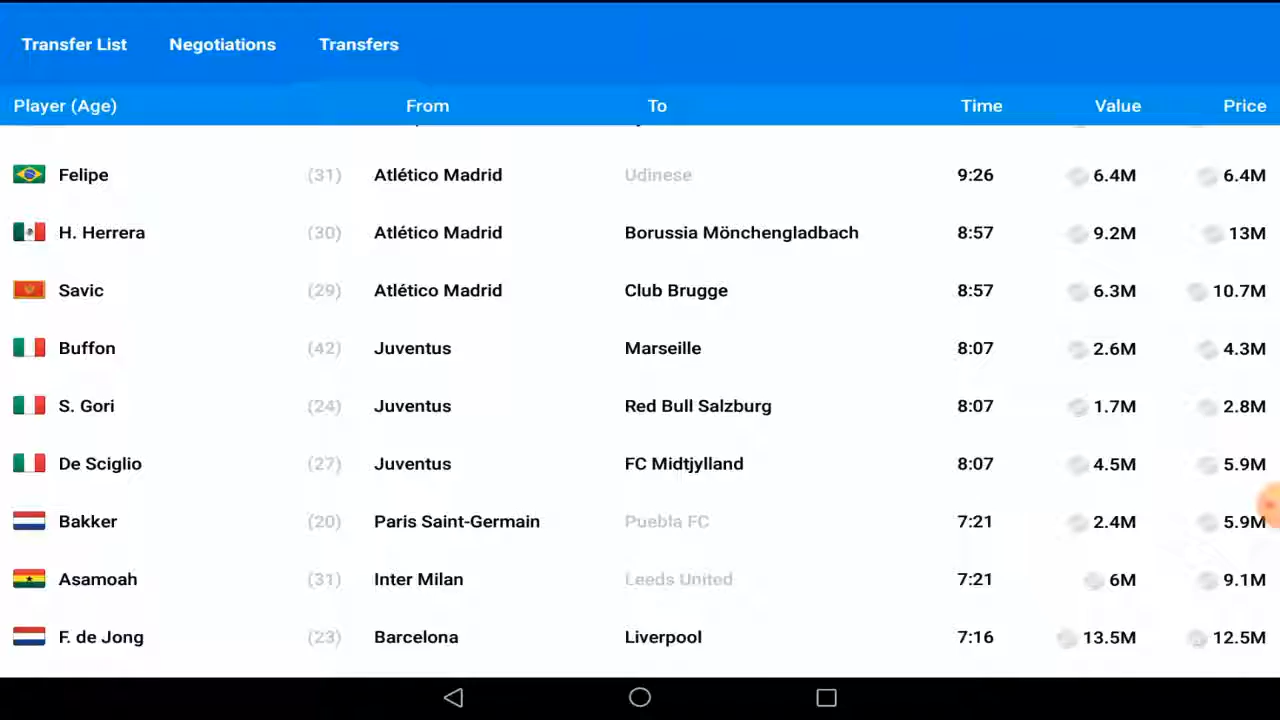 Transfer List Negotiations Transfers
Player (Age) From To Time Value Price
Felipe (31) Atlético Madrid Udinese 9:26 6.4M 6.4M
H. Herrera (30) Atlético Madrid Borussia Mönchengladbach 8:57 9.2M 13M
Savic (29) Atlético Madrid Club Brugge 8:57 6.3M 10.7M
Buffon (42) Juventus Marseille 8:07 2.6M 4.3M
S. Gori (24) Juventus Red Bull Salzburg 8:07 1.7M 2.8M
De Sciglio (27) Juventus FC Midtjylland 8:07 4.5M 5.9M
Bakker (20) Paris Saint-Germain Puebla FC 7:21 2.4M 5.9M
Asamoah (31) Inter Milan Leeds United 7:21 6M 9.1M
F. de Jong (23) Barcelona Liverpool 7:16 13.5M 12.5M